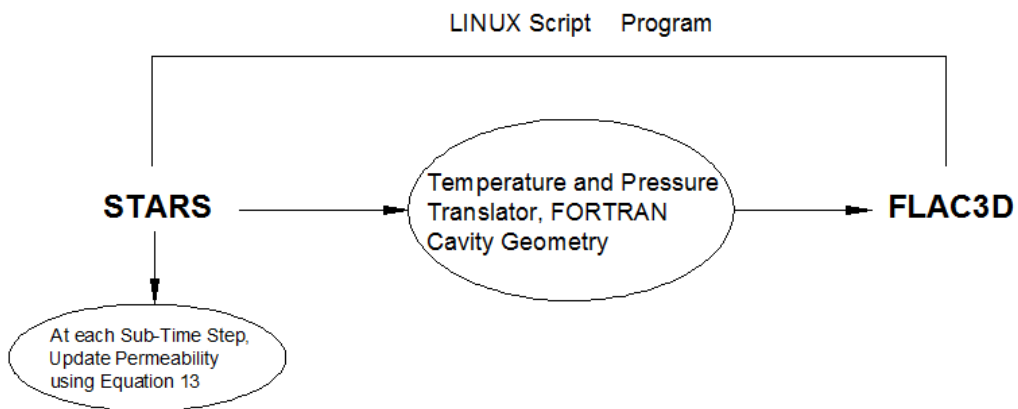 LINUX Script Program
STARS
Temperature and Pressure
Translator, FORTRAN
Cavity Geometry
FLAC3D
At each Sub-Time Step,
Update Permeability
using Equation 13